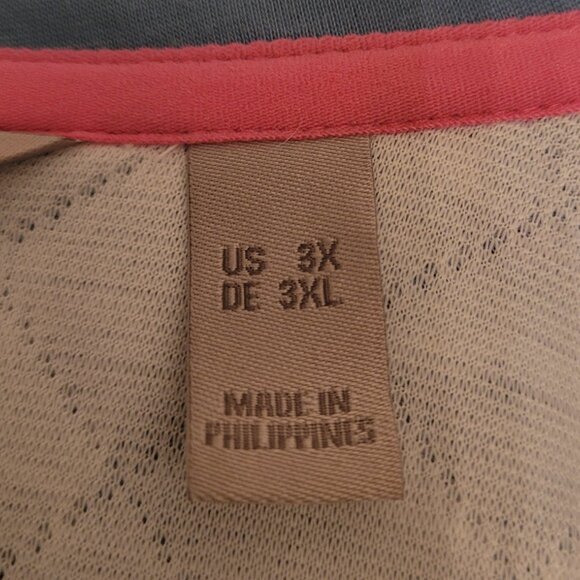 US 3X
DE 3XL
MADE IN
PHILIPPINES